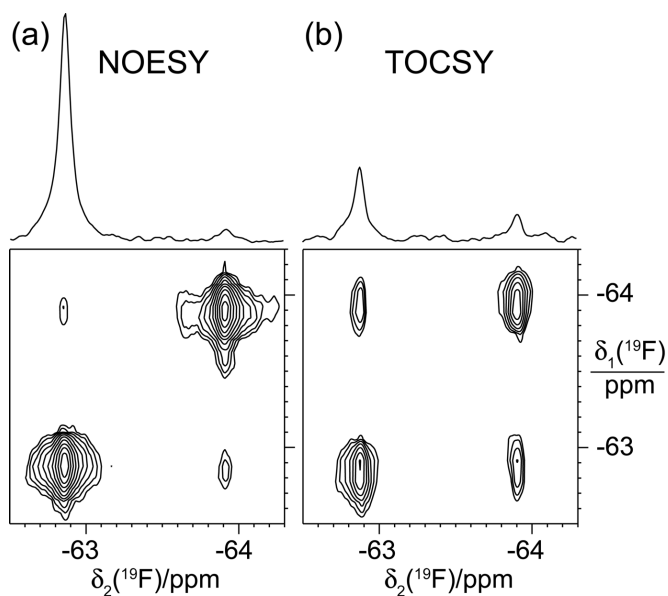 (a) NOESY
(b) TOCSY
-64
δ₁(¹⁹F)
ppm
-63
-63 -64
-63 -64
δ₂(¹⁹F)/ppm
δ₂(¹⁹F)/ppm